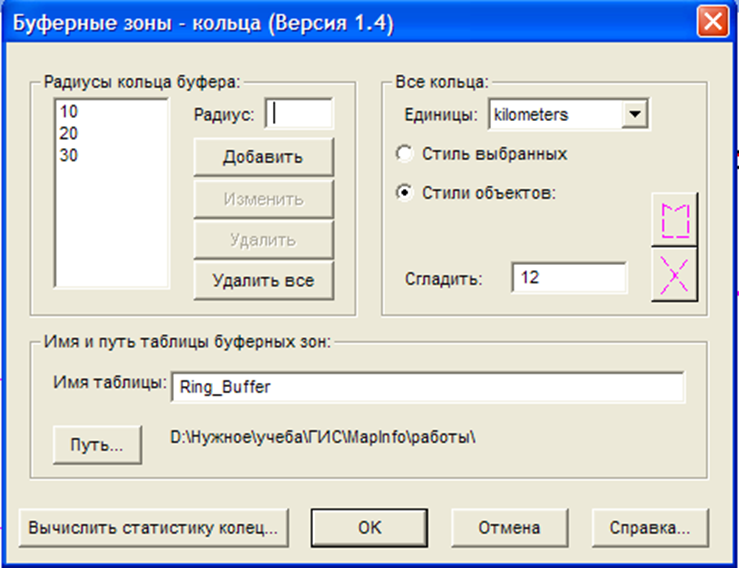 Буферные зоны - кольца (Версия 1.4)
Радиусы кольца буфера:
10
20
30
Радиус:
Добавить
Изменить
Удалить
Удалить все
Все кольца:
Единицы: kilometers
Стиль выбранных
Стили объектов:
Сгладить: 12
Имя и путь таблицы буферных зон:
Имя таблицы: Ring_Buffer
Путь... D:\Нужное\учеба\ГИС\MapInfo\работы\
Вычислить статистику колец... ОК Отмена Справка...